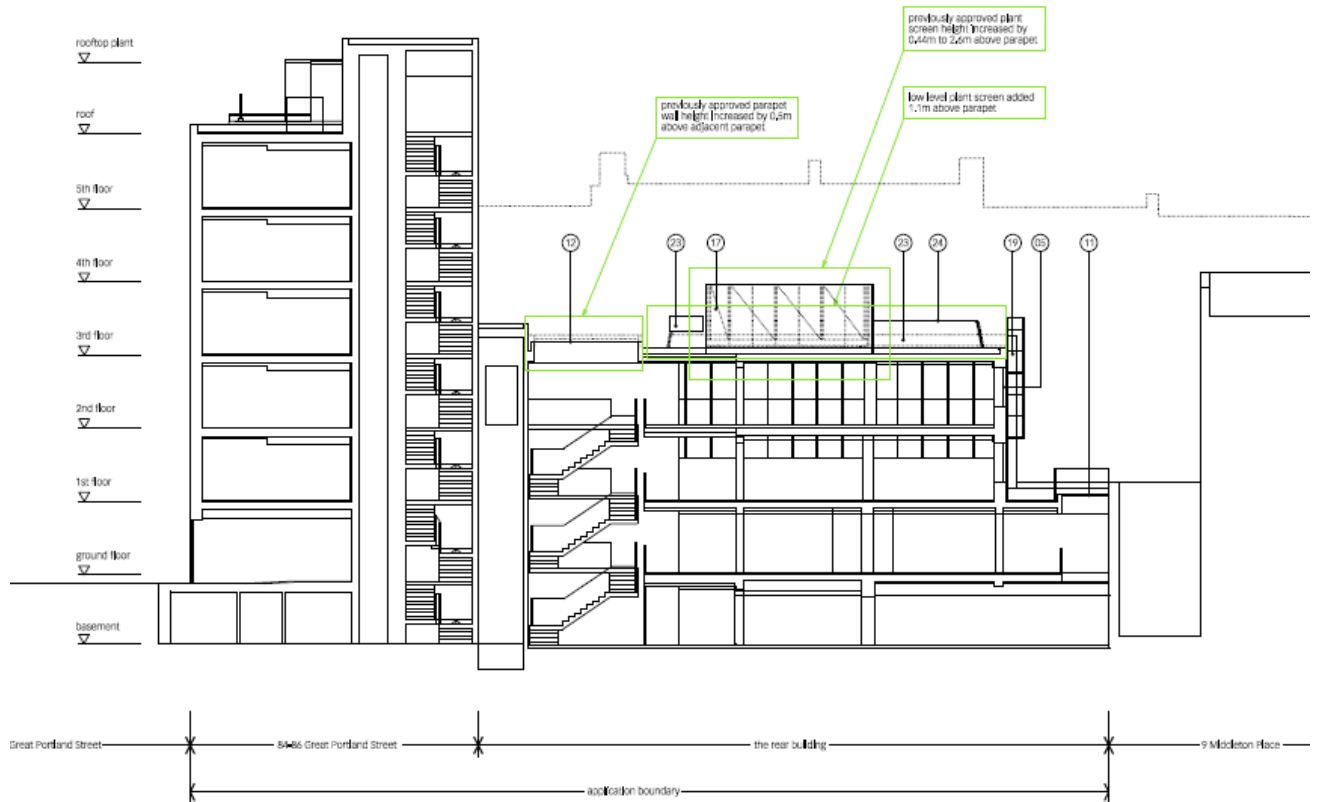 rooftop plant
roof
5th floor
4th floor
3rd floor
2nd floor
1st floor
ground floor
basement
previously approved plant
screen height increased by
0.44m to 2.6m above parapet
low level plant screen added
1.1m above parapet
previously approved parapet
wall height increased by 0.5m
above adjacent parapet
12
23
17
23
24
19
05
11
Great Portland Street
84-86 Great Portland Street
the rear building
9 Middleton Place
application boundary